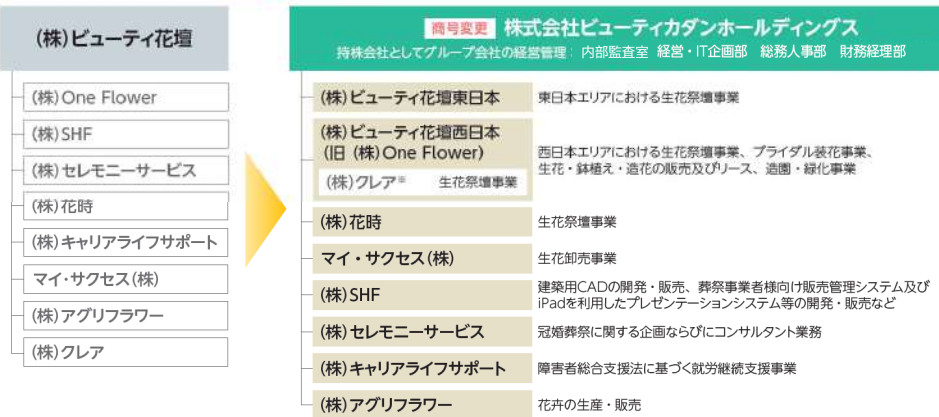 (株)ビューティ花壇
(株)One Flower
(株)SHF
(株)セレモニーサービス
(株)花時
(株)キャリアライフサポート
マイ・サクセス(株)
(株)アグリフラワー
(株)クレア
商号変更 株式会社ビューティカダンホールディングス
持株会社としてグループ会社の経営管理： 内部監査室 経営・IT企画部 総務人事部 財務経理部
(株)ビューティ花壇東日本 東日本エリアにおける生花祭壇事業
(株)ビューティ花壇西日本
(旧(株)One Flower)
(株)クレア※ 生花祭壇事業
西日本エリアにおける生花祭壇事業、ブライダル装花事業、
生花・鉢植え・造花の販売及びリース、造園・緑化事業
(株)花時 生花祭壇事業
マイ・サクセス(株) 生花卸売事業
(株)SHF
建築用CADの開発・販売、葬祭事業者様向け販売管理システム及び
iPadを利用したプレゼンテーションシステム等の開発・販売など
(株)セレモニーサービス 冠婚葬祭に関する企画ならびにコンサルタント業務
(株)キャリアライフサポート 障害者総合支援法に基づく就労継続支援事業
(株)アグリフラワー 花卉の生産・販売